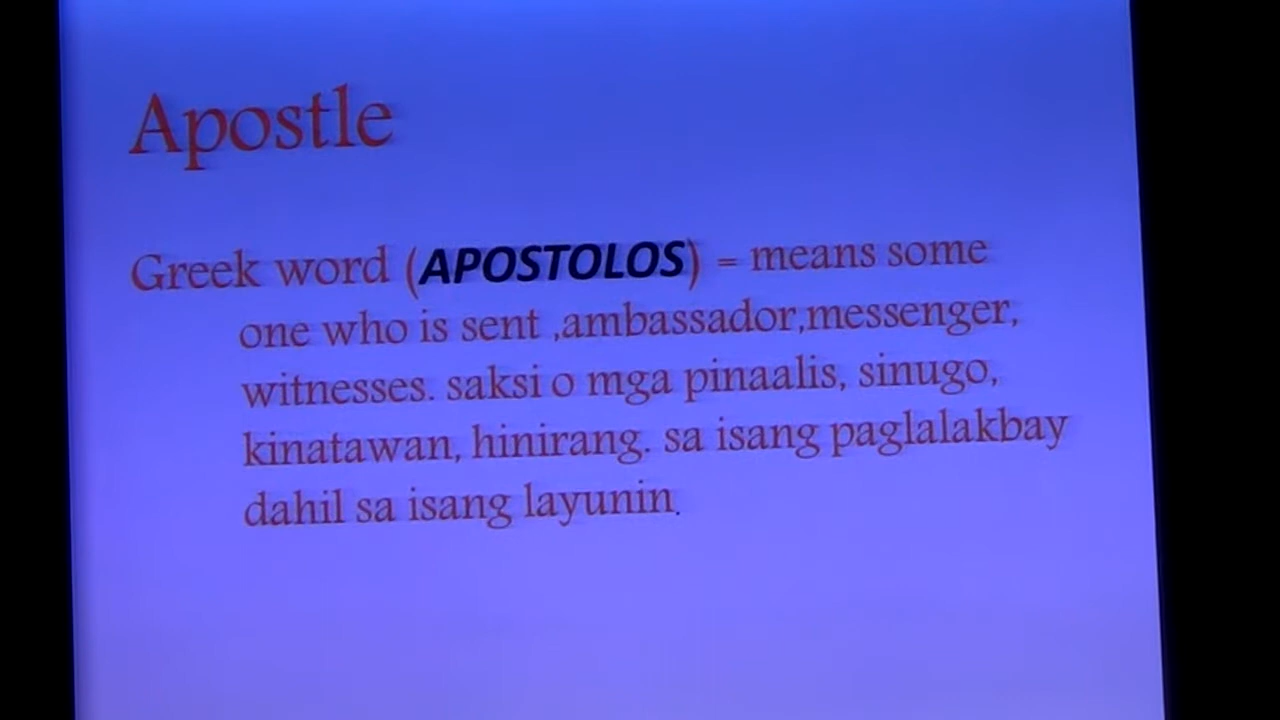 Apostle
Greek word (APOSTOLOS) = means some
one who is sent ,ambassador,messenger,
witnesses. saksi o mga pinaalis, sinugo,
kinatawan, hinirang. sa isang paglalakbay
dahil sa isang layunin.